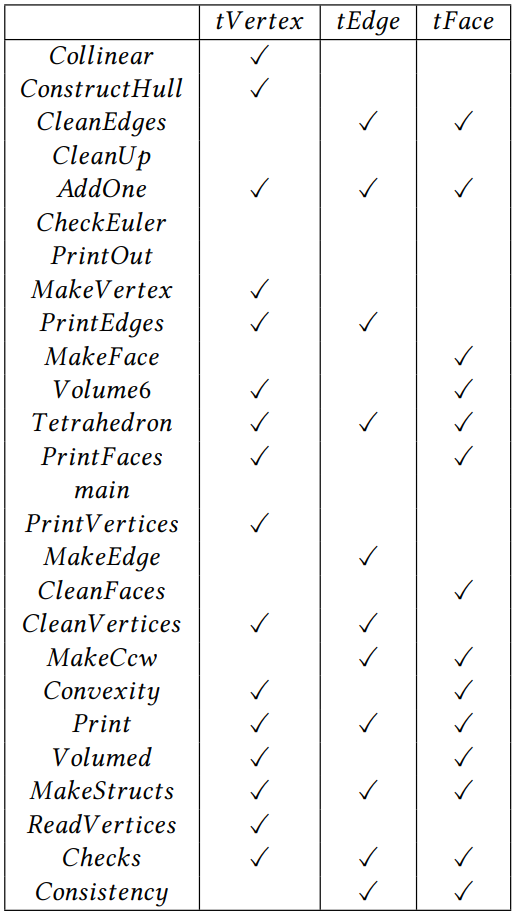 tVertex tEdge tFace
Collinear ✓
ConstructHull ✓
CleanEdges ✓ ✓
CleanUp
AddOne ✓ ✓ ✓
CheckEuler
PrintOut
MakeVertex ✓
PrintEdges ✓ ✓
MakeFace ✓
Volume6 ✓ ✓
Tetrahedron ✓ ✓ ✓
PrintFaces ✓ ✓
main
PrintVertices ✓
MakeEdge ✓
CleanFaces ✓
CleanVertices ✓ ✓
MakeCcw ✓ ✓
Convexity ✓ ✓
Print ✓ ✓ ✓
Volumed ✓ ✓
MakeStructs ✓ ✓ ✓
ReadVertices ✓
Checks ✓ ✓ ✓
Consistency ✓ ✓